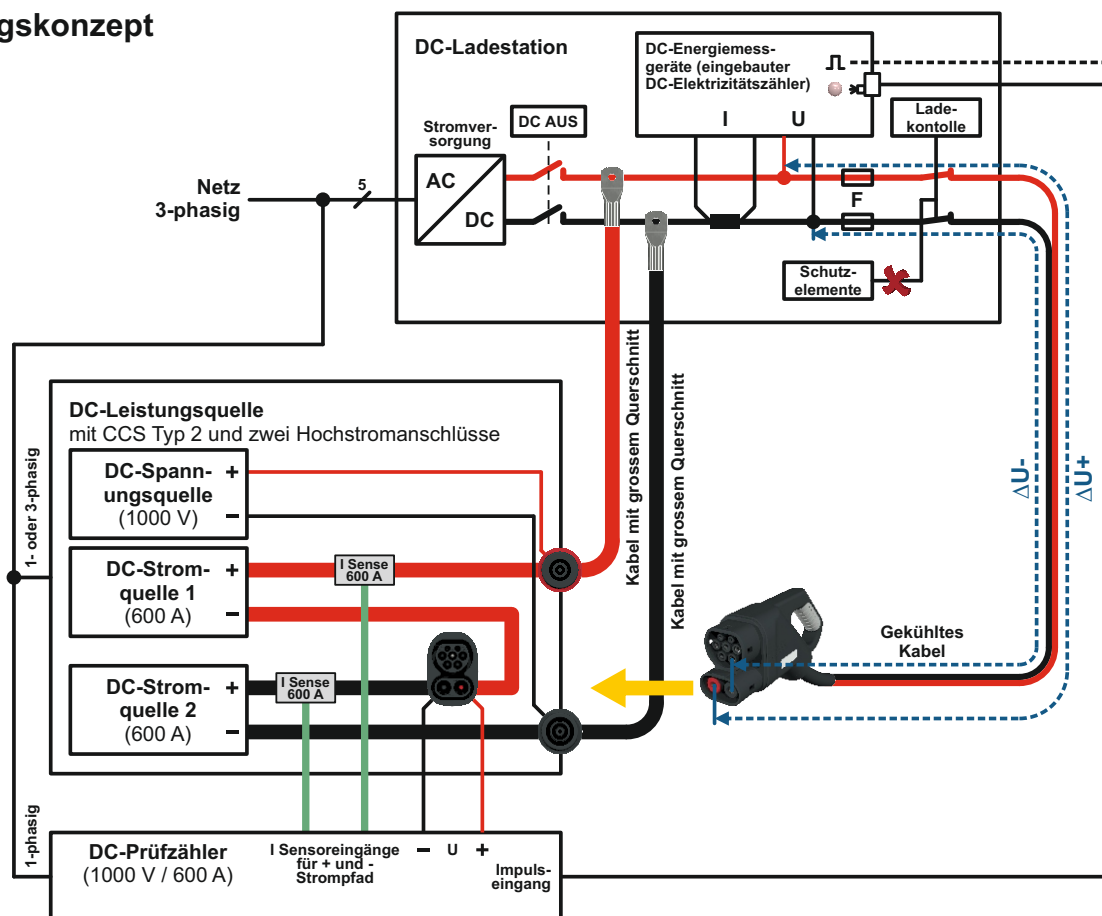 gskonzept
DC-Ladestation
DC-Energiemess-
geräte (eingebauter
DC-Elektrizitätszähler)
I
U
Lade-
kontolle
Stromver-
sorgung
DC AUS
AC
DC
F
Schutz-
elemente
Netz
3-phasig
5
Kabel mit grossem Querschnitt
Kabel mit grossem Querschnitt
1- oder 3-phasig
DC-Leistungsquelle
mit CCS Typ 2 und zwei Hochstromanschlüsse
DC-Spann-
ungsquelle
(1000 V)
+
−
DC-Strom-
quelle 1
(600 A)
+
−
I Sense
600 A
DC-Strom-
quelle 2
(600 A)
+
−
I Sense
600 A
Gekühltes
Kabel
ΔU-
ΔU+
1-phasig
DC-Prüfzähler
(1000 V / 600 A)
I Sensoreingänge
für + und -
Strompfad
− U +
Impuls-
eingang